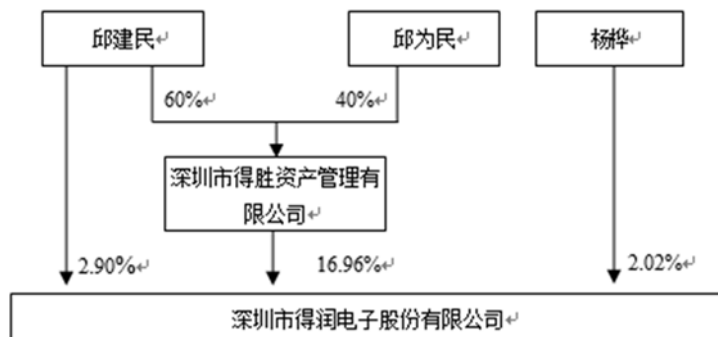 邱建民↵
邱为民↵
杨桦↵
60%↵
40%↵
深圳市得胜资产管理有
限公司↵
2.90%↵
16.96%↵
2.02%↵
深圳市得润电子股份有限公司↵